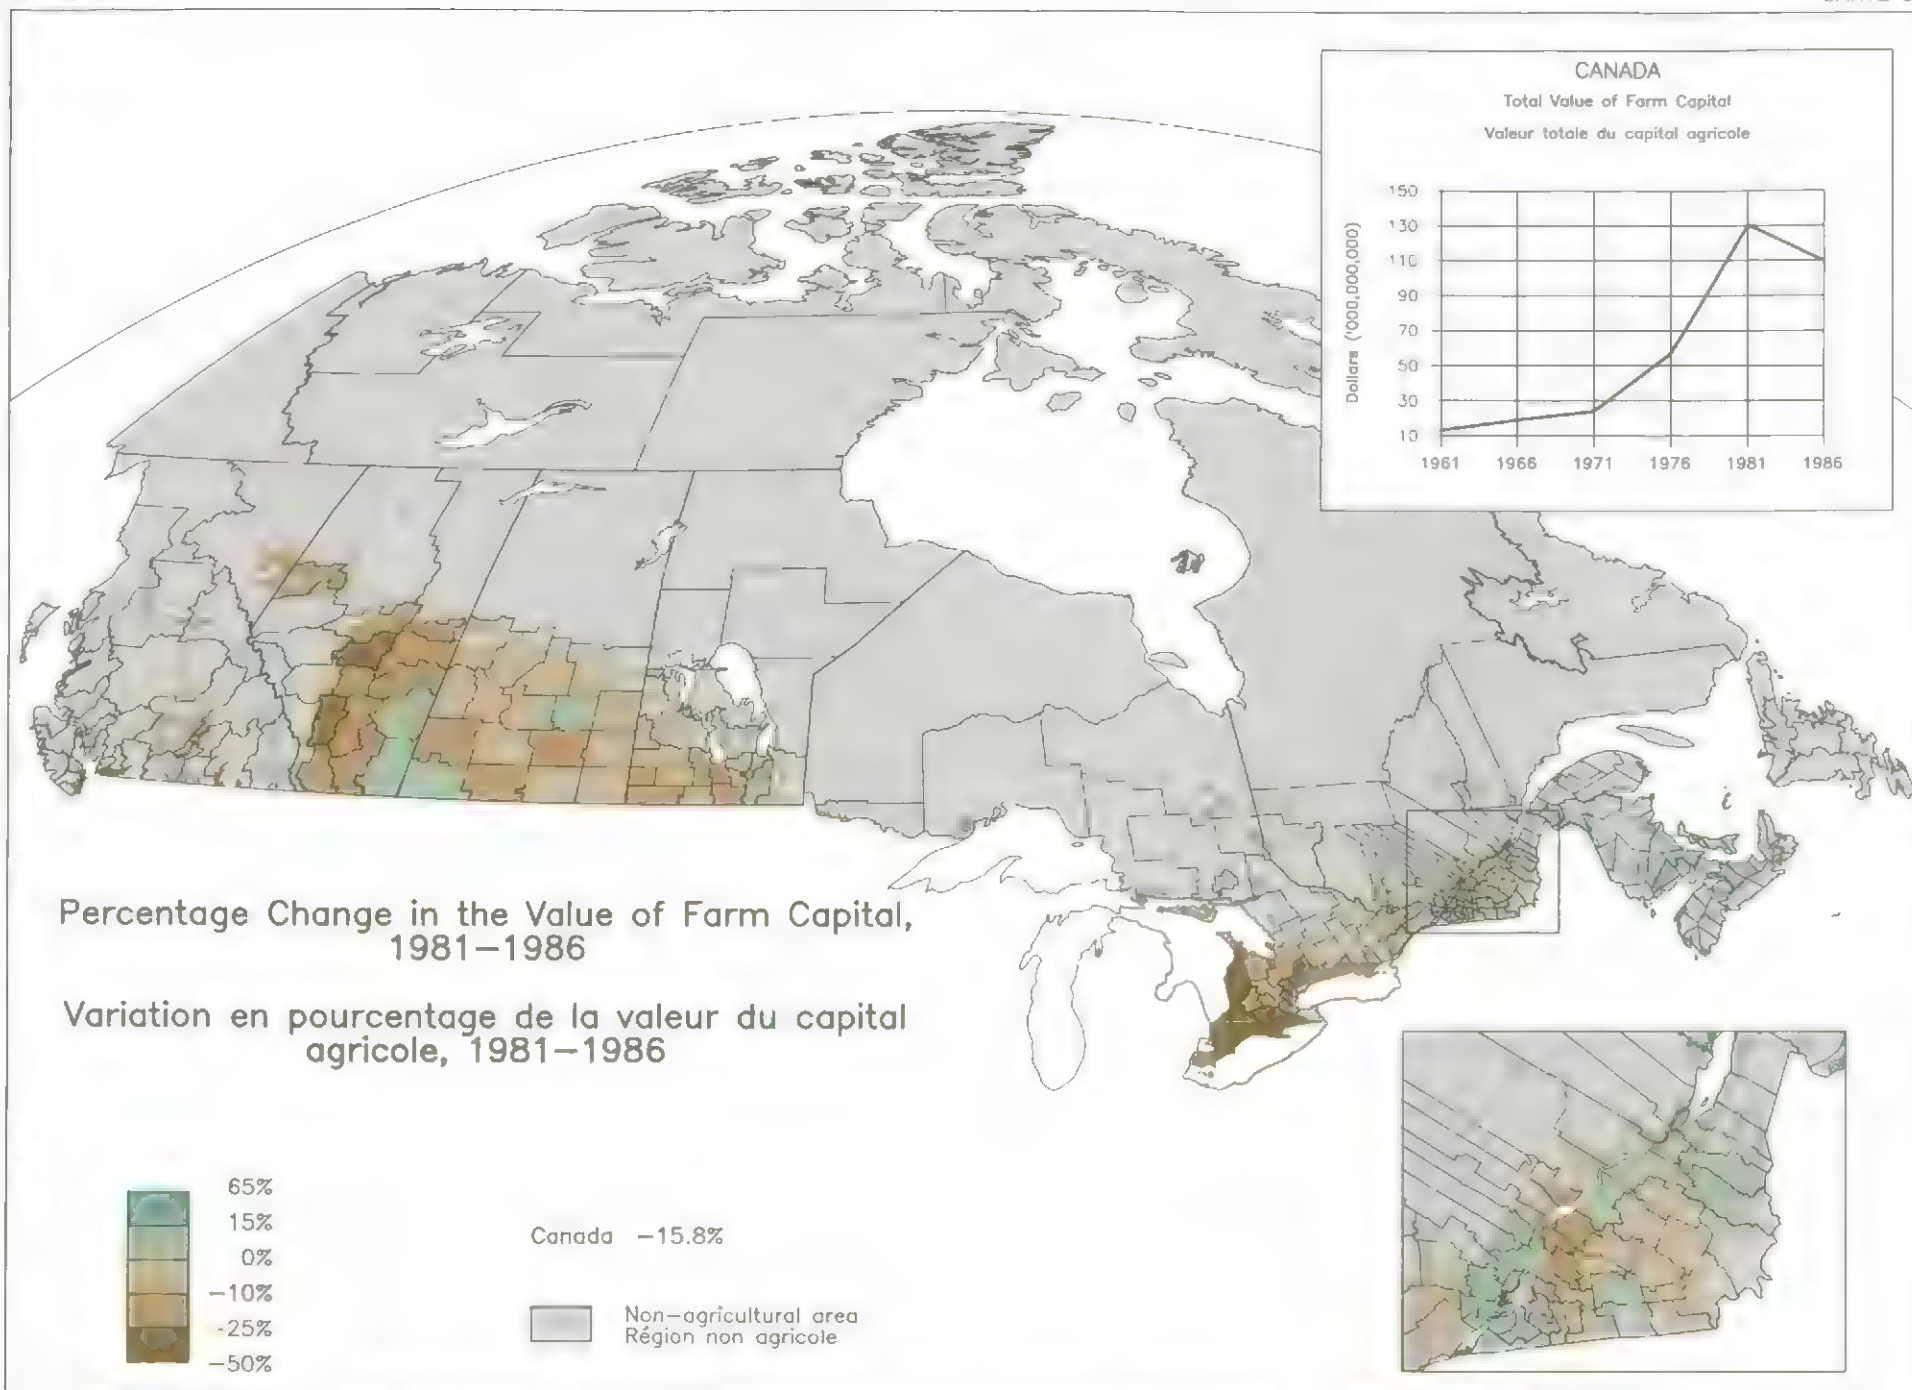 CANADA
Total Value of Farm Capital
Valeur totale du capital agricole
Dollars ('000,000,000)
150
130
110
90
70
50
30
10
1961 1966 1971 1976 1981 1986
Percentage Change in the Value of Farm Capital,
1981–1986
Variation en pourcentage de la valeur du capital
agricole, 1981–1986
65%
15%
0%
–10%
-25%
–50%
Canada –15.8%
Non–agricultural area
Région non agricole